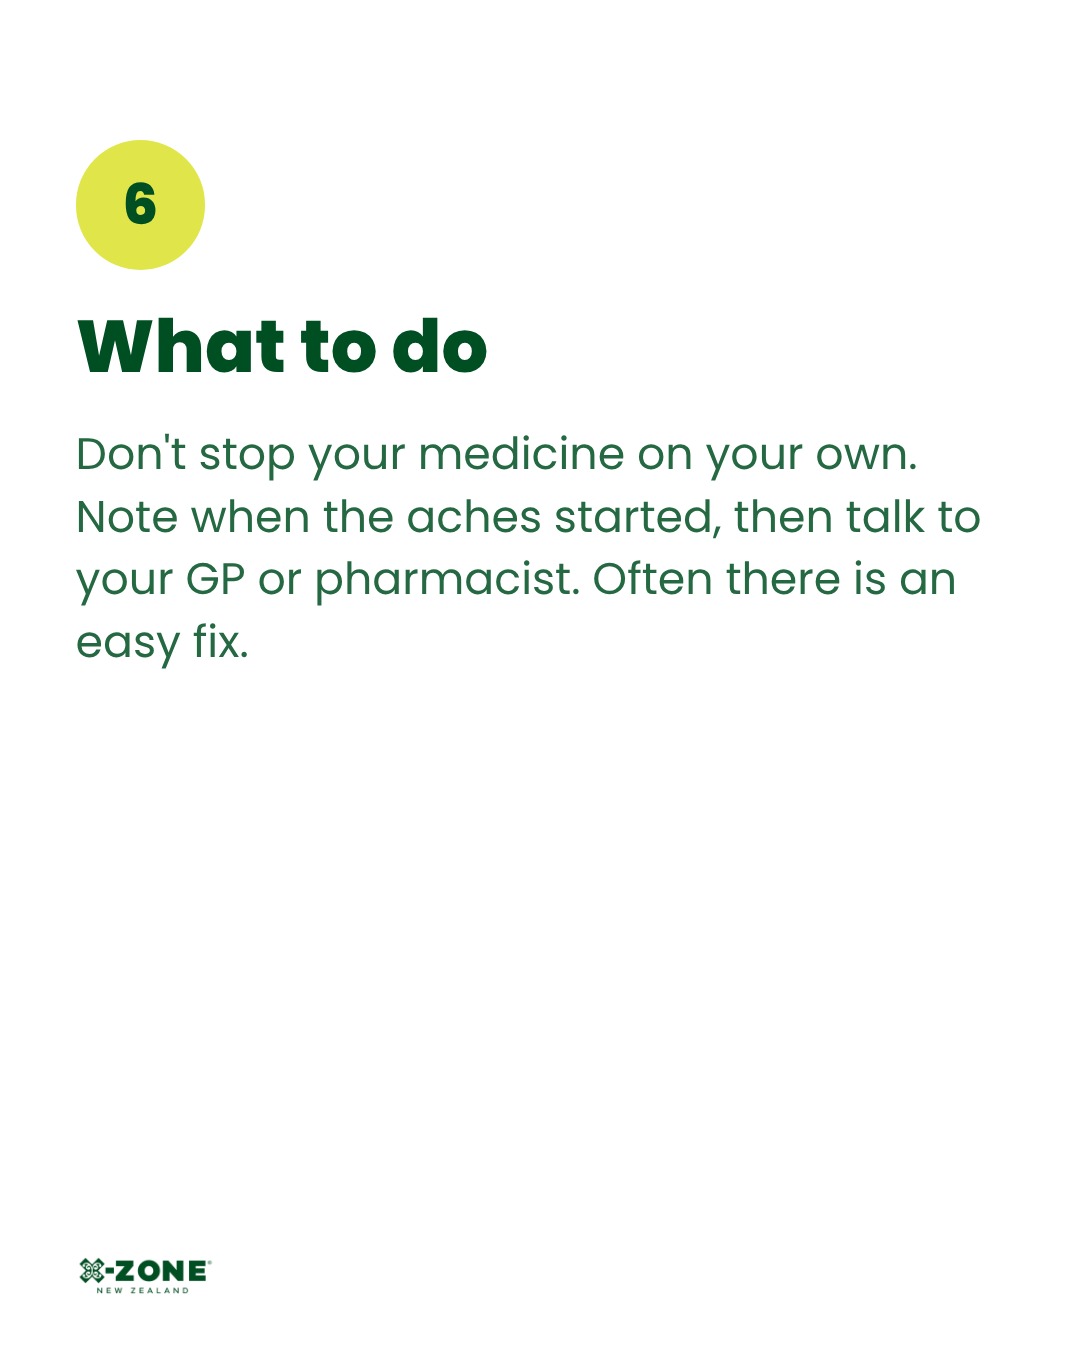 6
What to do
Don't stop your medicine on your own.
Note when the aches started, then talk to
your GP or pharmacist. Often there is an
easy fix.
X-ZONE®
NEW ZEALAND